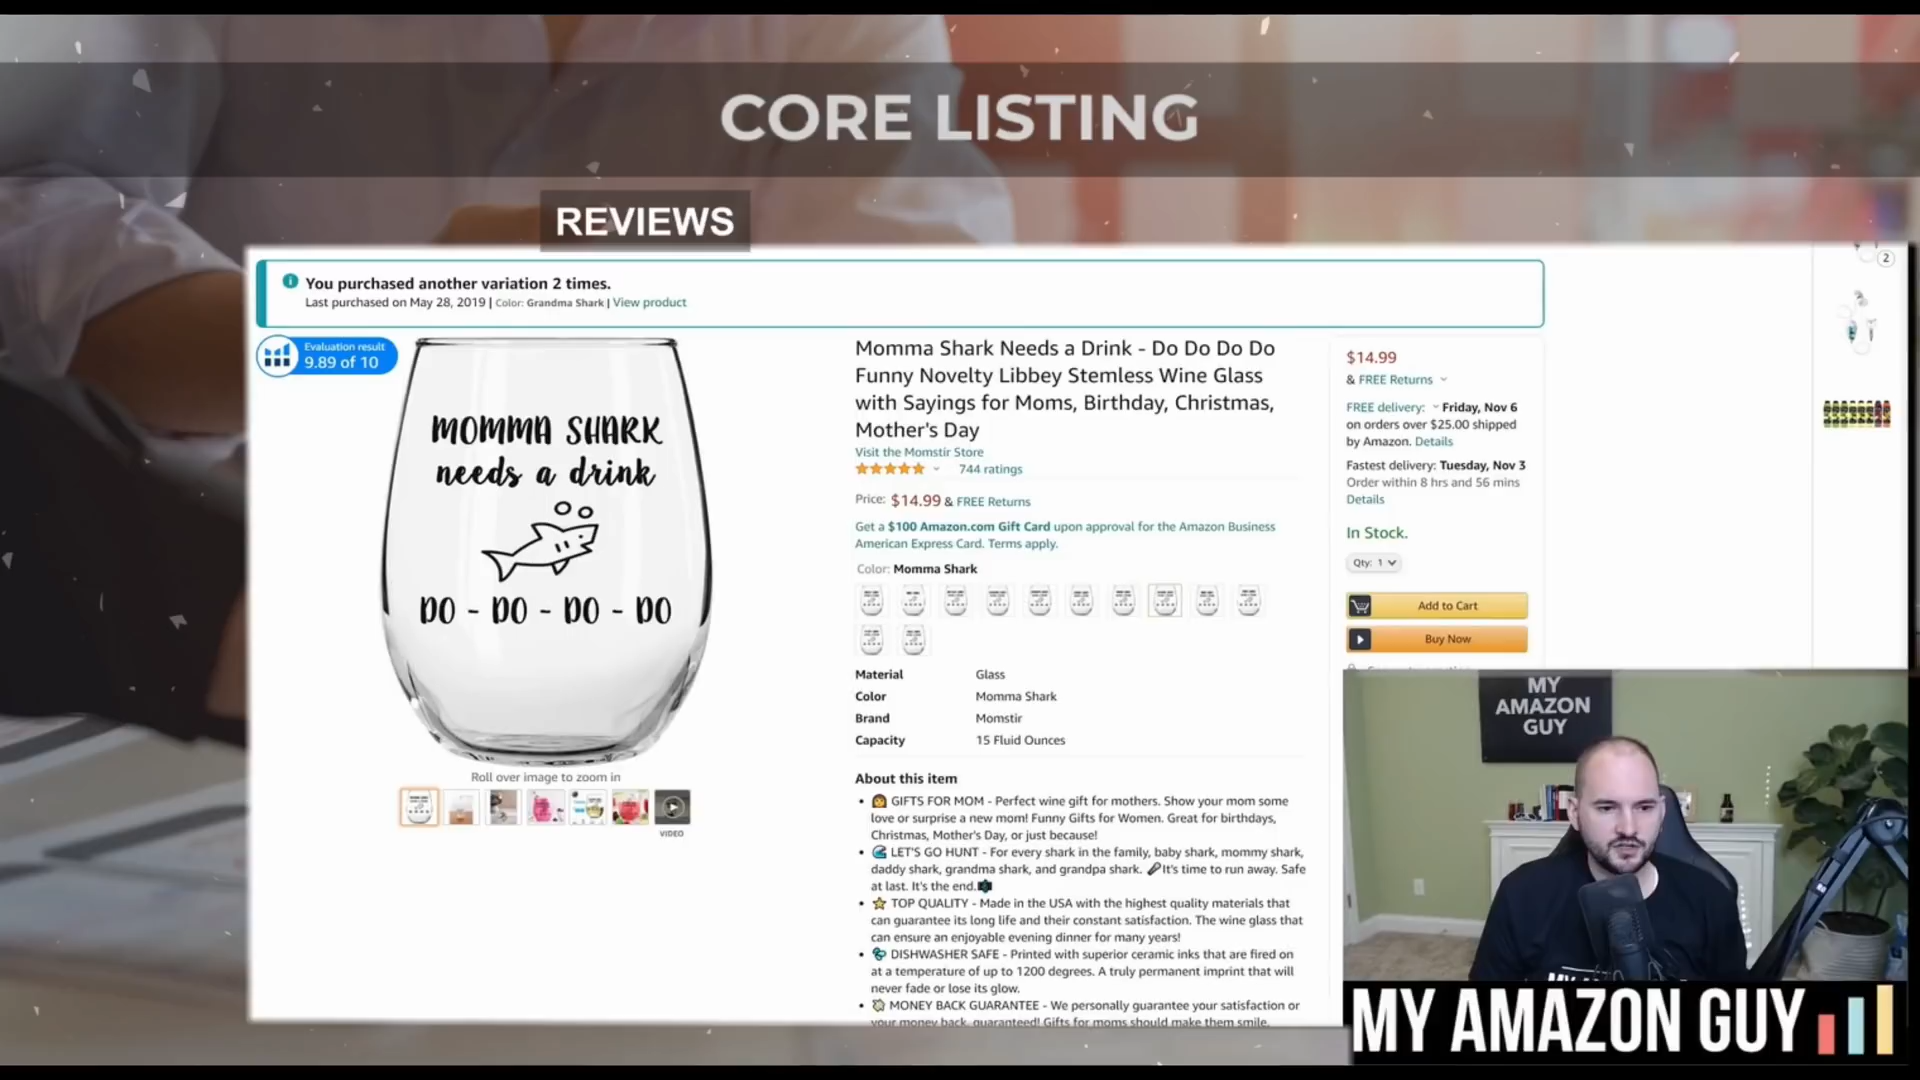 CORE LISTING
REVIEWS
You purchased another variation 2 times.
Last purchased on May 28, 2019 | Color: Grandma Shark | View product
2
Evaluation result
9.89 of 10
MOMMA SHARK
needs a drink
DO - DO - DO - DO
Roll over image to zoom in
VIDEO
Momma Shark Needs a Drink - Do Do Do Do
Funny Novelty Libbey Stemless Wine Glass
with Sayings for Moms, Birthday, Christmas,
Mother's Day
Visit the Momstir Store
744 ratings
Price: $14.99 & FREE Returns
Get a $100 Amazon.com Gift Card upon approval for the Amazon Business
American Express Card. Terms apply.
Color: Momma Shark
Material Glass
Color Momma Shark
Brand Momstir
Capacity 15 Fluid Ounces
About this item
• GIFTS FOR MOM - Perfect wine gift for mothers. Show your mom some
love or surprise a new mom! Funny Gifts for Women. Great for birthdays,
Christmas, Mother's Day, or just because!
• LET'S GO HUNT - For every shark in the family, baby shark, mommy shark,
daddy shark, grandma shark, and grandpa shark. It's time to run away. Safe
at last. It's the end.
• TOP QUALITY - Made in the USA with the highest quality materials that
can guarantee its long life and their constant satisfaction. The wine glass that
can ensure an enjoyable evening dinner for many years!
• DISHWASHER SAFE - Printed with superior ceramic inks that are fired on
at a temperature of up to 1200 degrees. A truly permanent imprint that will
never fade or lose its glow.
• MONEY BACK GUARANTEE - We personally guarantee your satisfaction or
your money back, guaranteed! Gifts for moms should make them smile.
$14.99
& FREE Returns
FREE delivery: Friday, Nov 6
on orders over $25.00 shipped
by Amazon. Details
Fastest delivery: Tuesday, Nov 3
Order within 8 hrs and 56 mins
Details
In Stock.
Qty: 1
Add to Cart
Buy Now
MY
AMAZON
GUY
MY AMAZON GUY